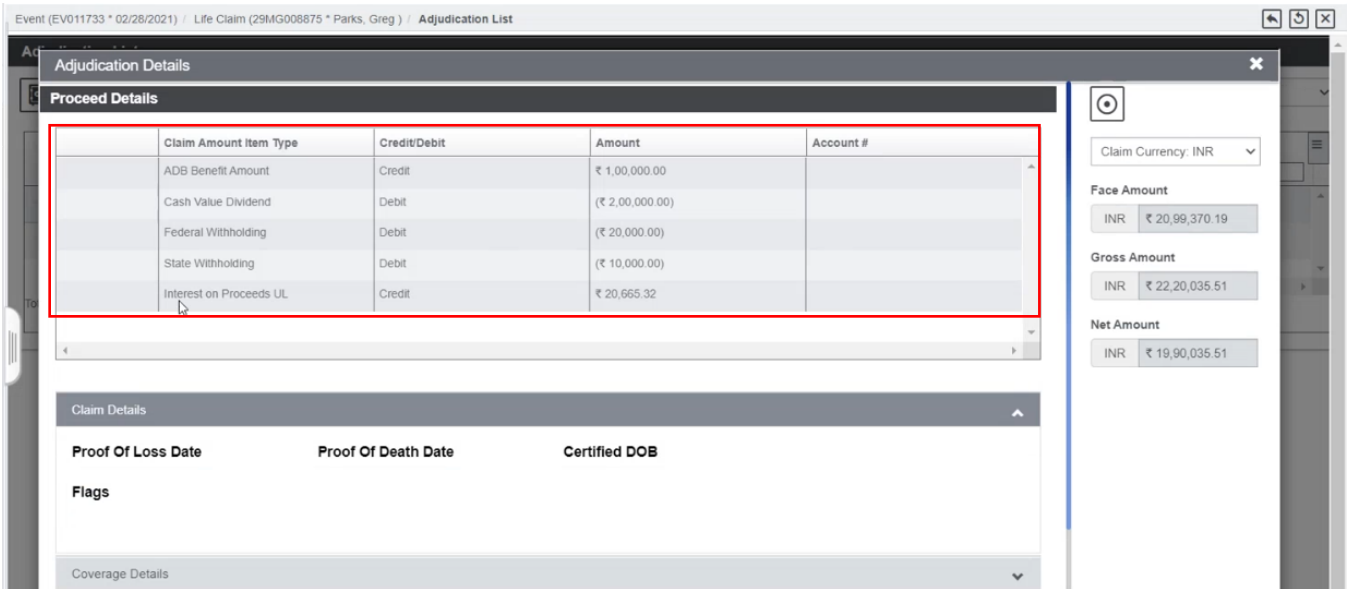 Event (EV011733 * 02/28/2021) / Life Claim (29MG008875 * Parks, Greg ) / Adjudication List
Adjudication Details
Proceed Details
Claim Amount Item Type Credit/Debit Amount Account #
ADB Benefit Amount Credit ₹ 1,00,000.00
Cash Value Dividend Debit (₹ 2,00,000.00)
Federal Withholding Debit (₹ 20,000.00)
State Withholding Debit (₹ 10,000.00)
Interest on Proceeds UL Credit ₹ 20,665.32
Claim Currency: INR
Face Amount
INR ₹ 20,99,370.19
Gross Amount
INR ₹ 22,20,035.51
Net Amount
INR ₹ 19,90,035.51
Claim Details
Proof Of Loss Date Proof Of Death Date Certified DOB
Flags
Coverage Details